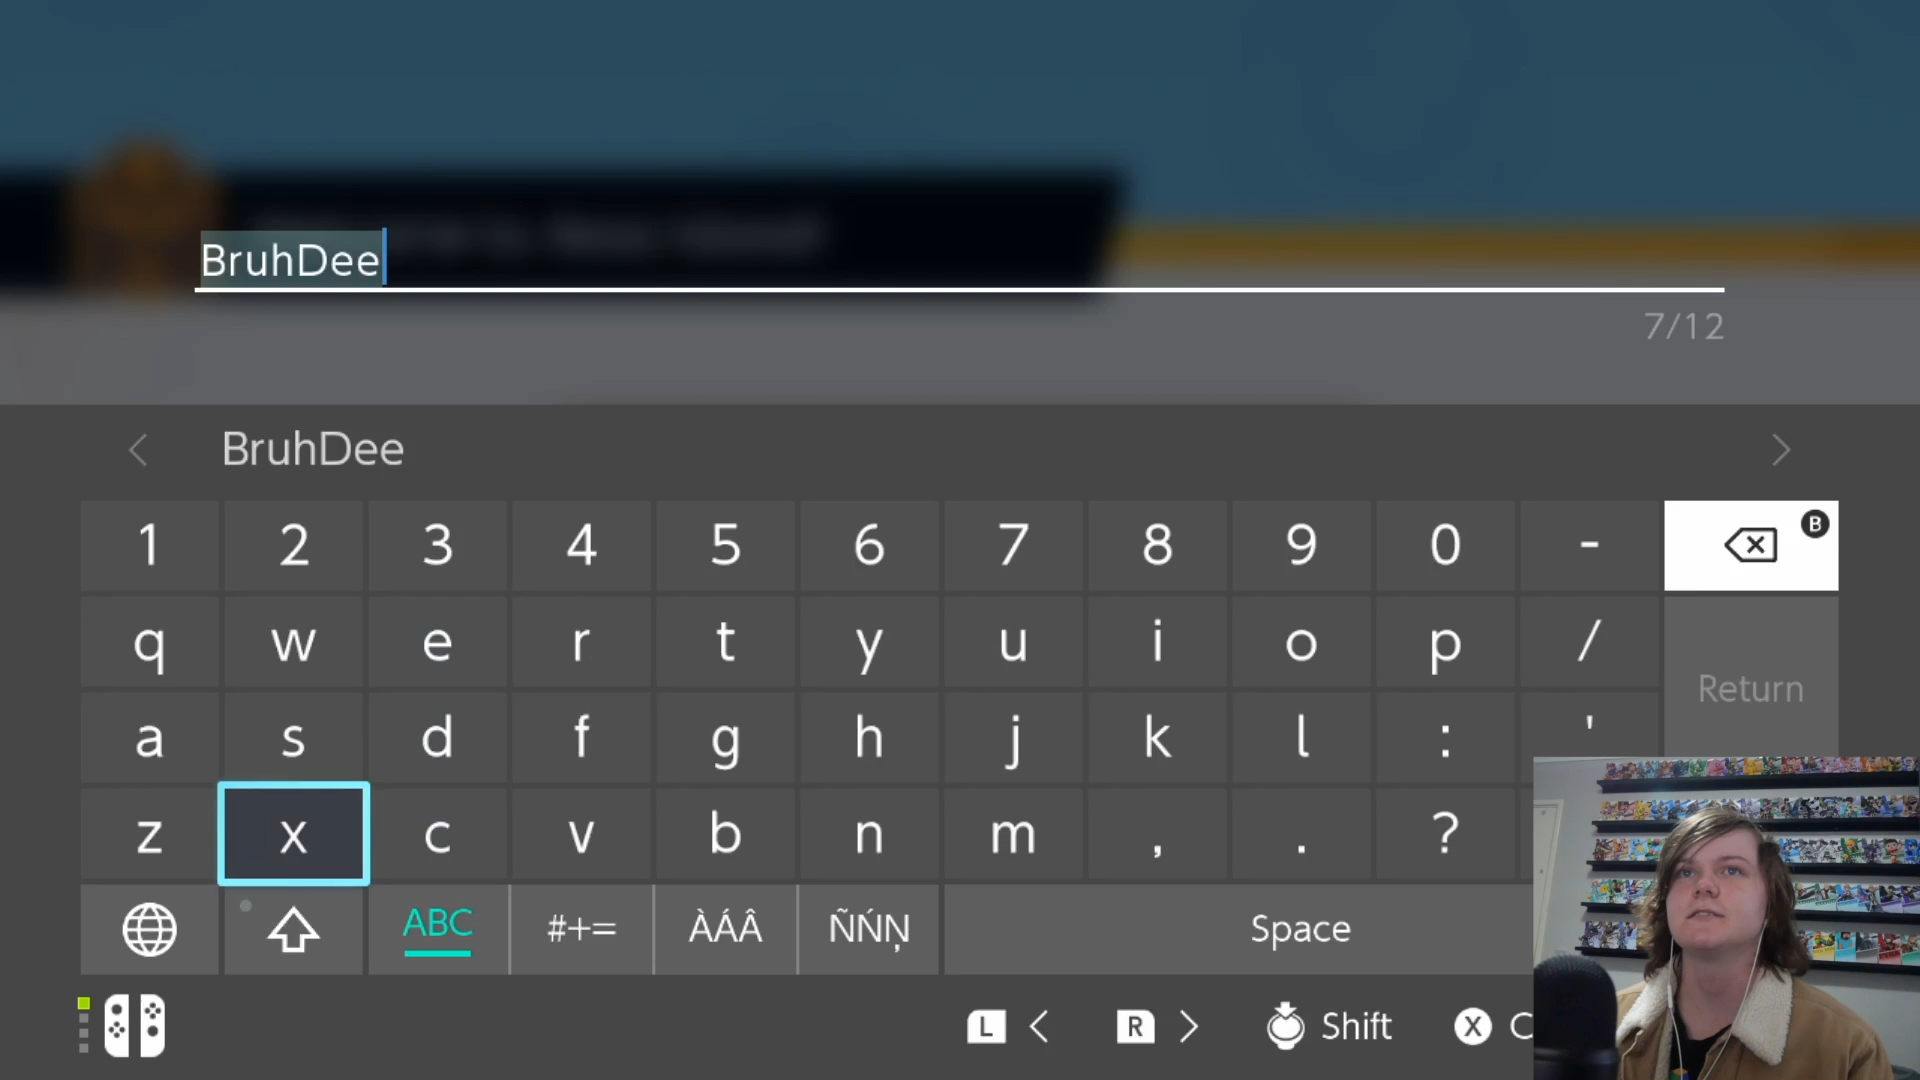 BruhDee
7/12
BruhDee
1 2 3 4 5 6 7 8 9 0 - B
q w e r t y u i o p /
Return
a s d f g h j k l : '
z x c v b n m , . ?
ABC #+= ÀÁÂ ÑŃŅ Space
L R Shift X C